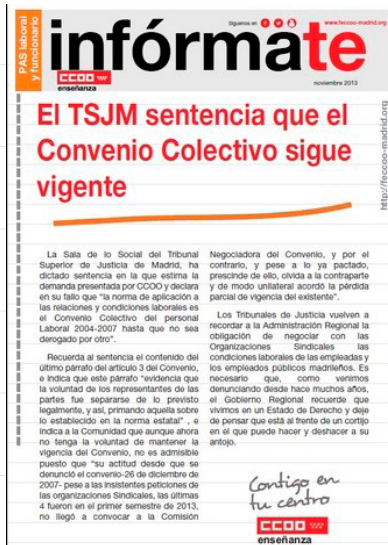 PAS laboral
y funcionario
Síguenos en
www.feccoo-madrid.org
infórmate
CCOO
enseñanza
noviembre 2013
El TSJM sentencia que el
Convenio Colectivo sigue
vigente
http://feccoo-madrid.org
La Sala de lo Social del Tribunal
Superior de Justicia de Madrid, ha
dictado sentencia en la que estima la
demanda presentada por CCOO y declara
en su fallo que "la norma de aplicación a
las relaciones y condiciones laborales es
el Convenio Colectivo del personal
Laboral 2004-2007 hasta que no sea
derogado por otro".
Recuerda al sentencia el contenido del
último párrafo del artículo 3 del Convenio,
e indica que este párrafo "evidencia que
la voluntad de los representantes de las
partes fue separarse de lo previsto
legalmente, y así, primando aquella sobre
lo establecido en la norma estatal" , e
indica a la Comunidad que aunque ahora
no tenga la voluntad de mantener la
vigencia del Convenio, no es admisible
puesto que "su actitud desde que se
denunció el convenio-26 de diciembre de
2007- pese a las insistentes peticiones de
las organizaciones Sindicales, las últimas
4 fueron en el primer semestre de 2013,
no llegó a convocar a la Comisión
Negociadora del Convenio, y por el
contrario, y pese a lo ya pactado,
prescinde de ello, olvida a la contraparte
y de modo unilateral acordó la pérdida
parcial de vigencia del existente".
Los Tribunales de Justicia vuelven a
recordar a la Administración Regional la
obligación de negociar con las
Organizaciones Sindicales las
condiciones laborales de las empleadas y
los empleados públicos madrileños. Es
necesario que, como venimos
denunciando desde hace muchos años,
el Gobierno Regional recuerde que
vivimos en un Estado de Derecho y deje
de pensar que está al frente de un cortijo
en el que puede hacer y deshacer a su
antojo.
Contigo en
tu centro
CCOO
enseñanza